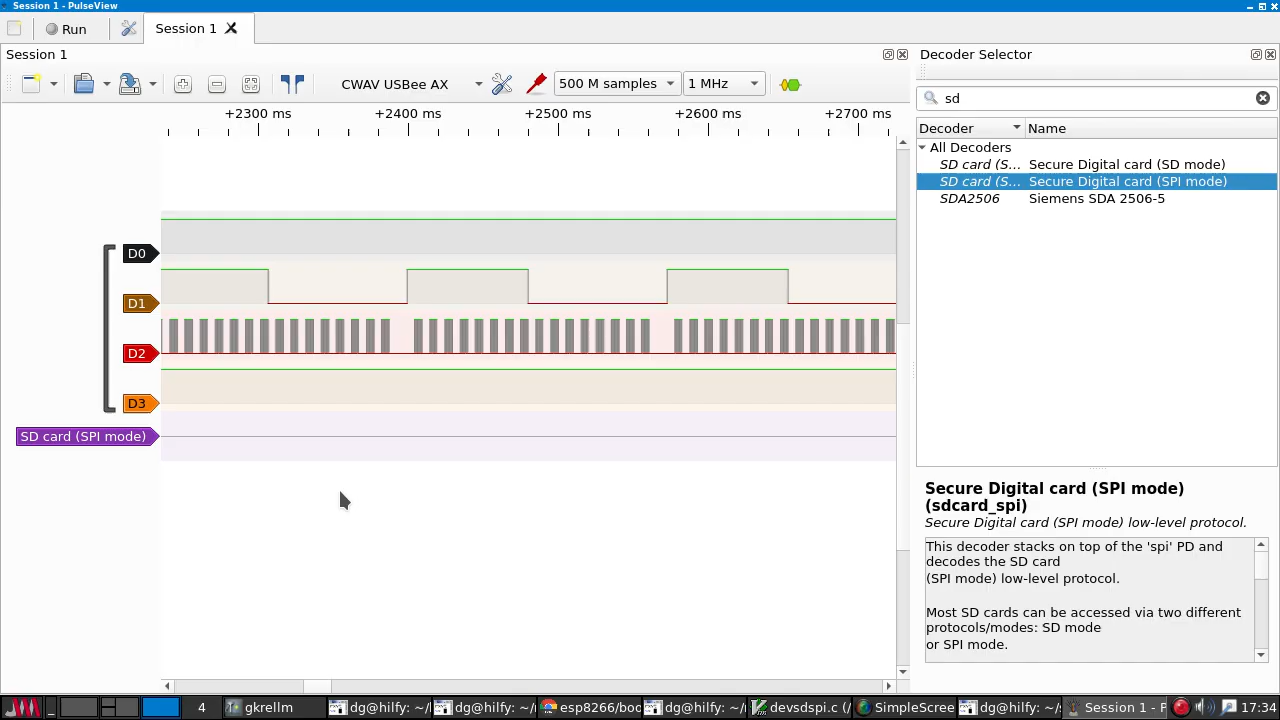 Session 1 - PulseView
Run
Session 1
Session 1
Decoder Selector
CWAV USBee AX
500 M samples
1 MHz
sd
+2300 ms
+2400 ms
+2500 ms
+2600 ms
+2700 ms
Decoder
Name
All Decoders
SD card (S... Secure Digital card (SD mode)
SD card (S... Secure Digital card (SPI mode)
SDA2506 Siemens SDA 2506-5
D0
D1
D2
D3
SD card (SPI mode)
Secure Digital card (SPI mode)
(sdcard_spi)
Secure Digital card (SPI mode) low-level protocol.
This decoder stacks on top of the 'spi' PD and
decodes the SD card
(SPI mode) low-level protocol.
Most SD cards can be accessed via two different
protocols/modes: SD mode
or SPI mode.
4
gkrellm
dg@hilfy: ~/
dg@hilfy: ~/
esp8266/boo
dg@hilfy: ~/
devsdspi.c (/
SimpleScree
dg@hilfy: ~/
Session 1 - P
17:34